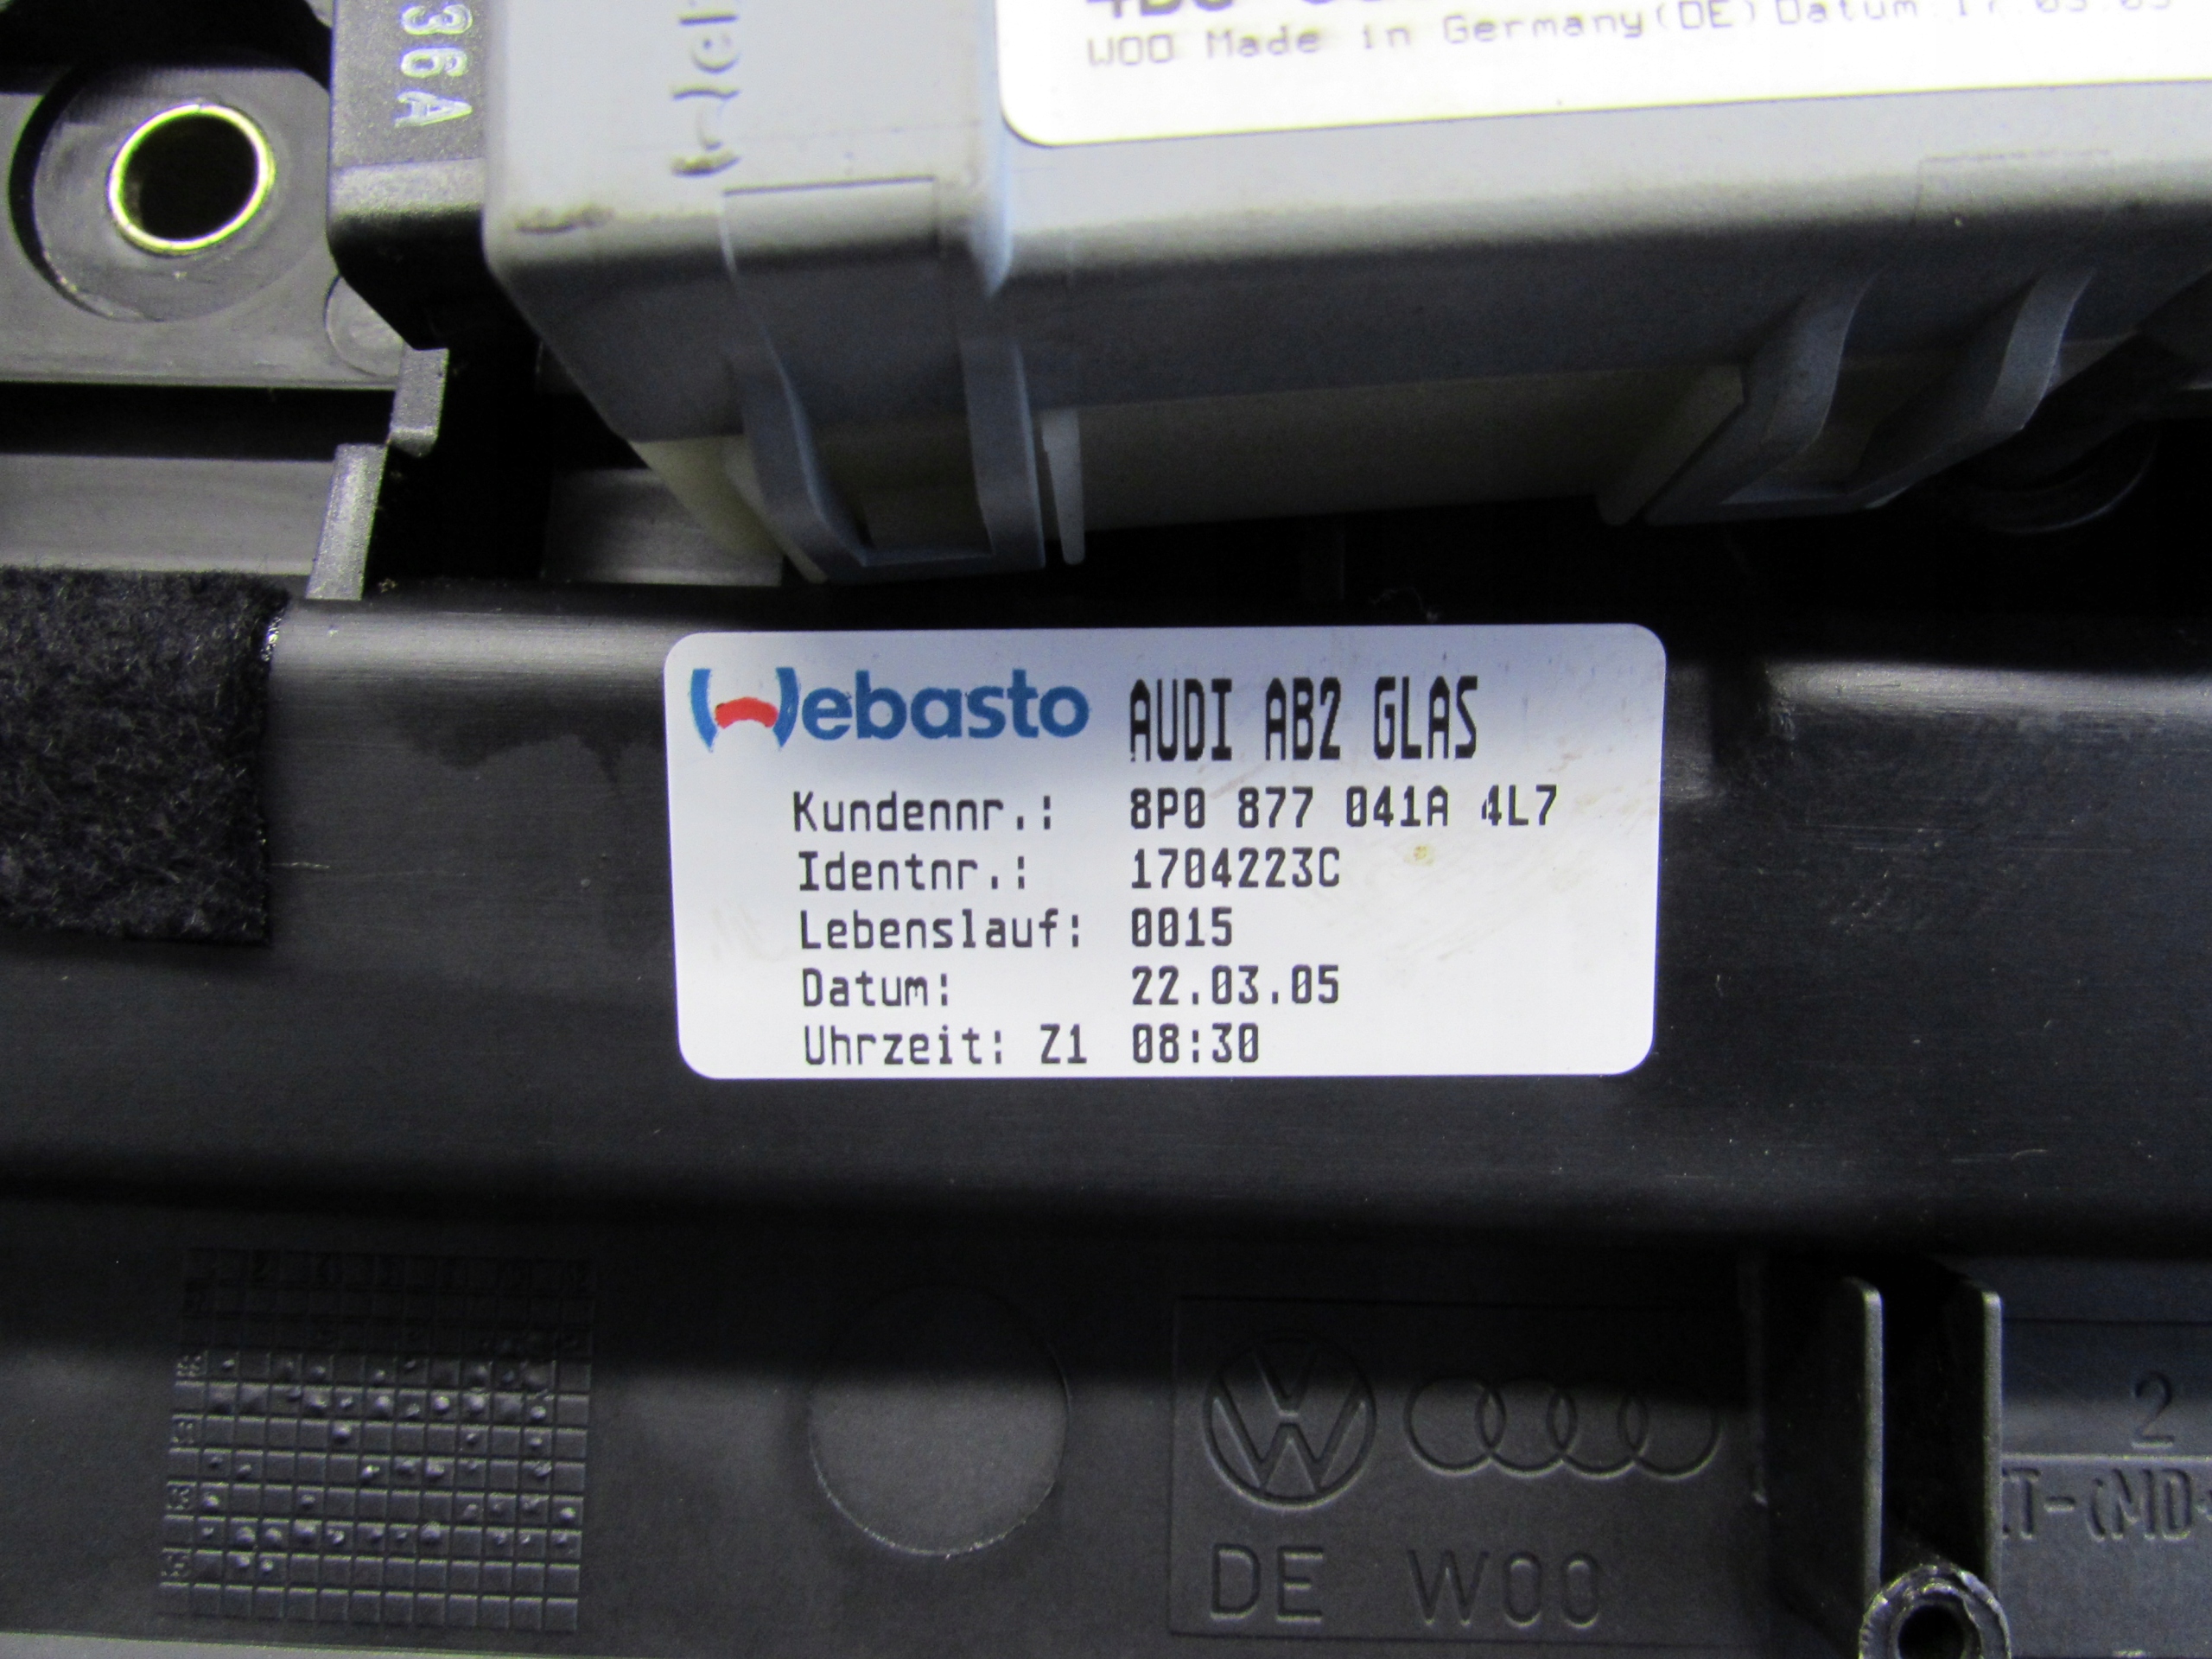 36A
W00 Made in Germany(DE) Datum
Webasto AUDI AB2 GLAS
Kundennr.: 8P0 877 041A 4L7
Identnr.: 1704223C
Lebenslauf: 0015
Datum: 22.03.05
Uhrzeit: Z1 08:30
2
DE W00